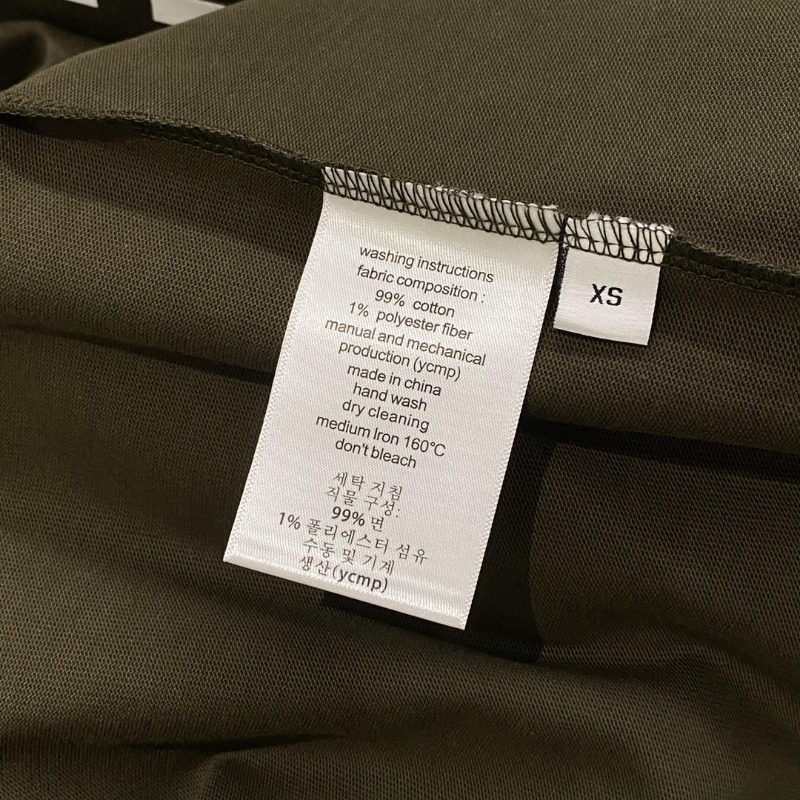 washing instructions
fabric composition :
99% cotton
1% polyester fiber
manual and mechanical
production (ycmp)
made in china
hand wash
dry cleaning
medium Iron 160°C
don't bleach
세탁 지침
직물 구성:
99% 면
1% 폴리에스터 섬유
수동 및 기계
생산(ycmp)
XS